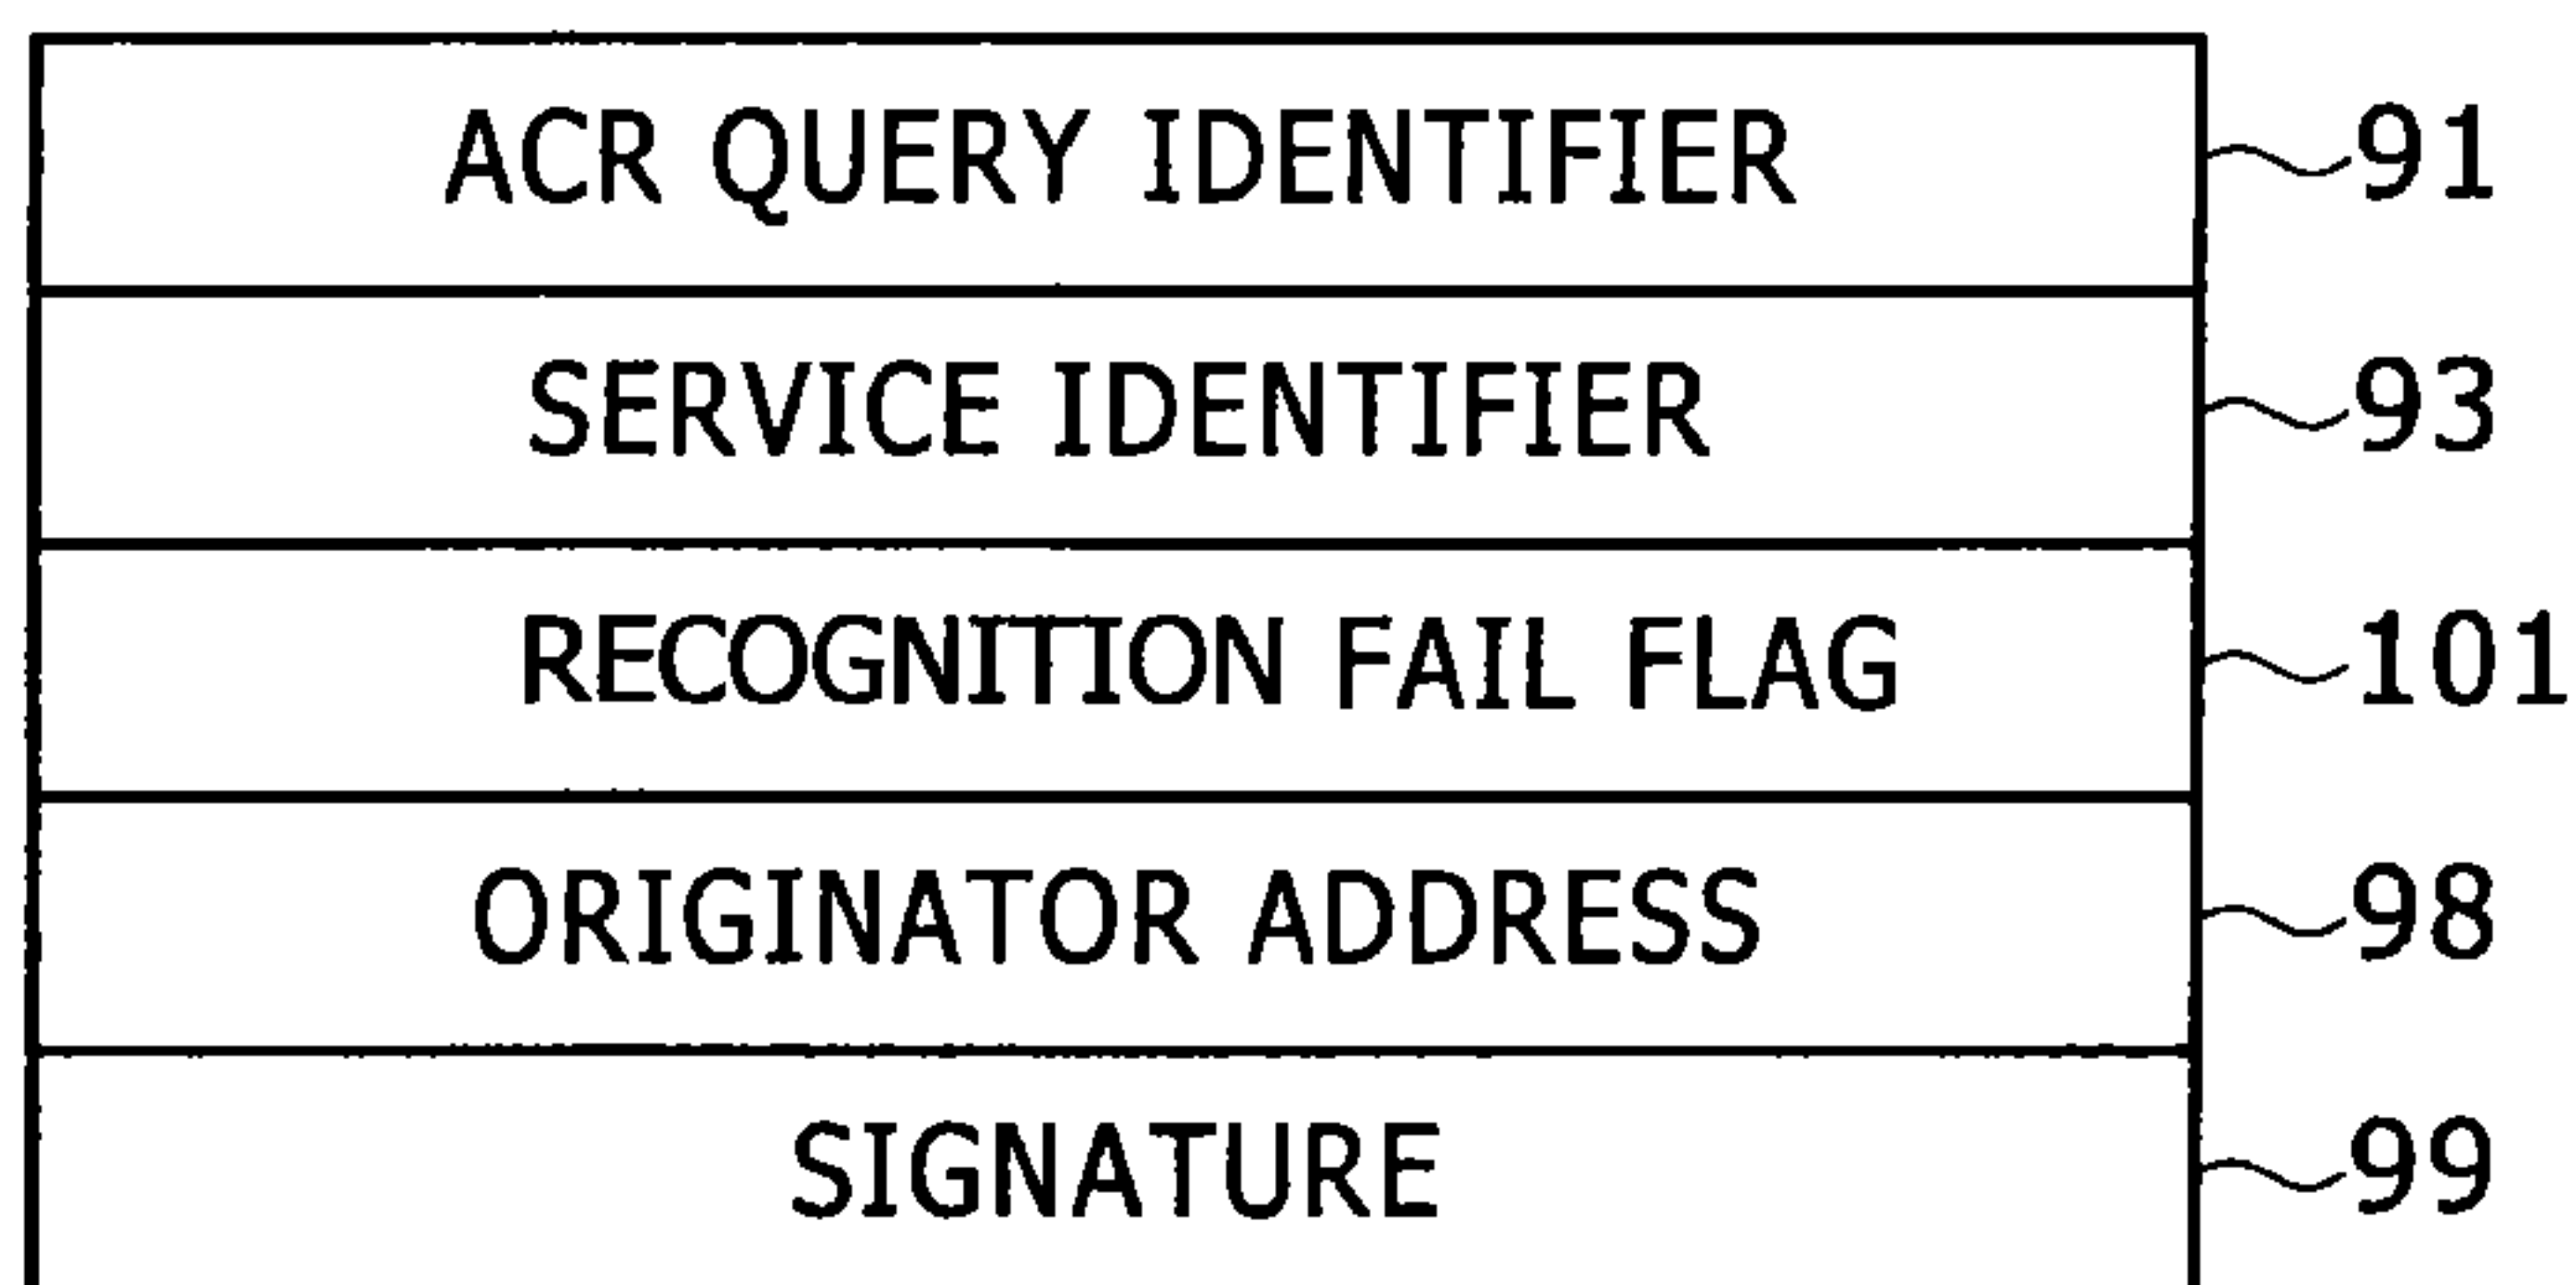 ACR QUERY IDENTIFIER 91
SERVICE IDENTIFIER 93
RECOGNITION FAIL FLAG 101
ORIGINATOR ADDRESS 98
SIGNATURE 99